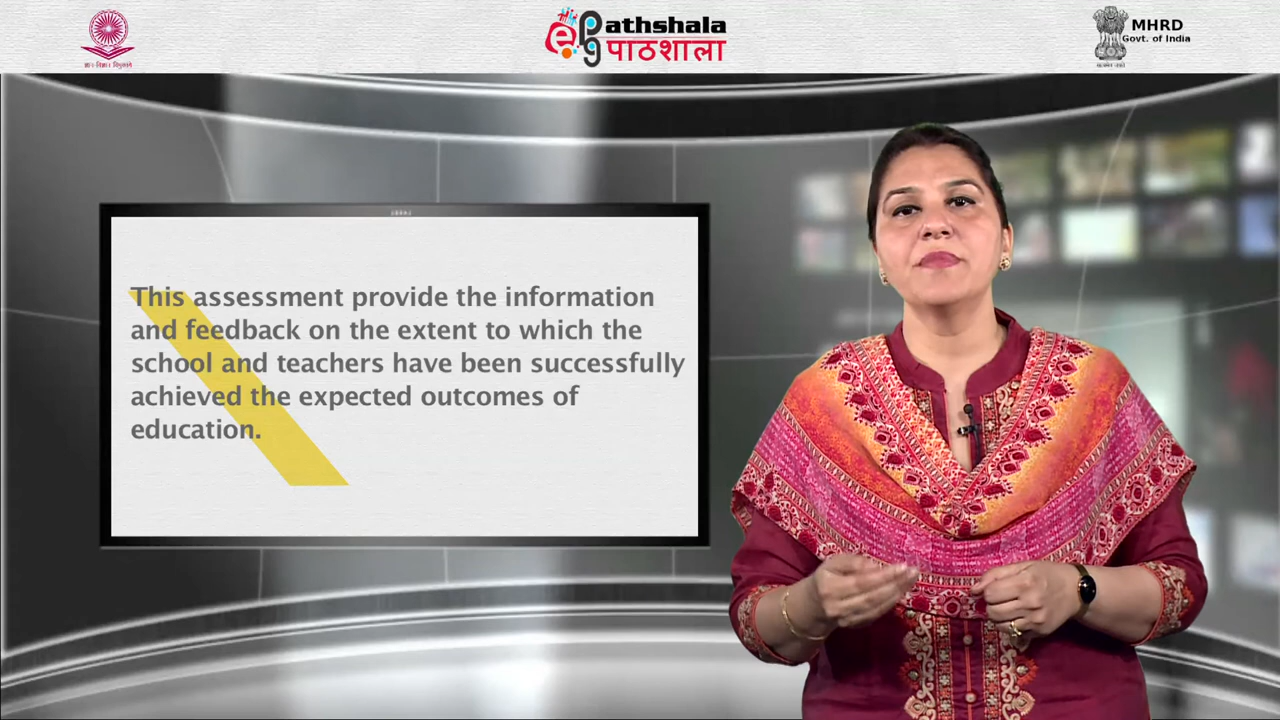 ePathshala
पाठशाला
MHRD
Govt. of India
This assessment provide the information
and feedback on the extent to which the
school and teachers have been successfully
achieved the expected outcomes of
education.